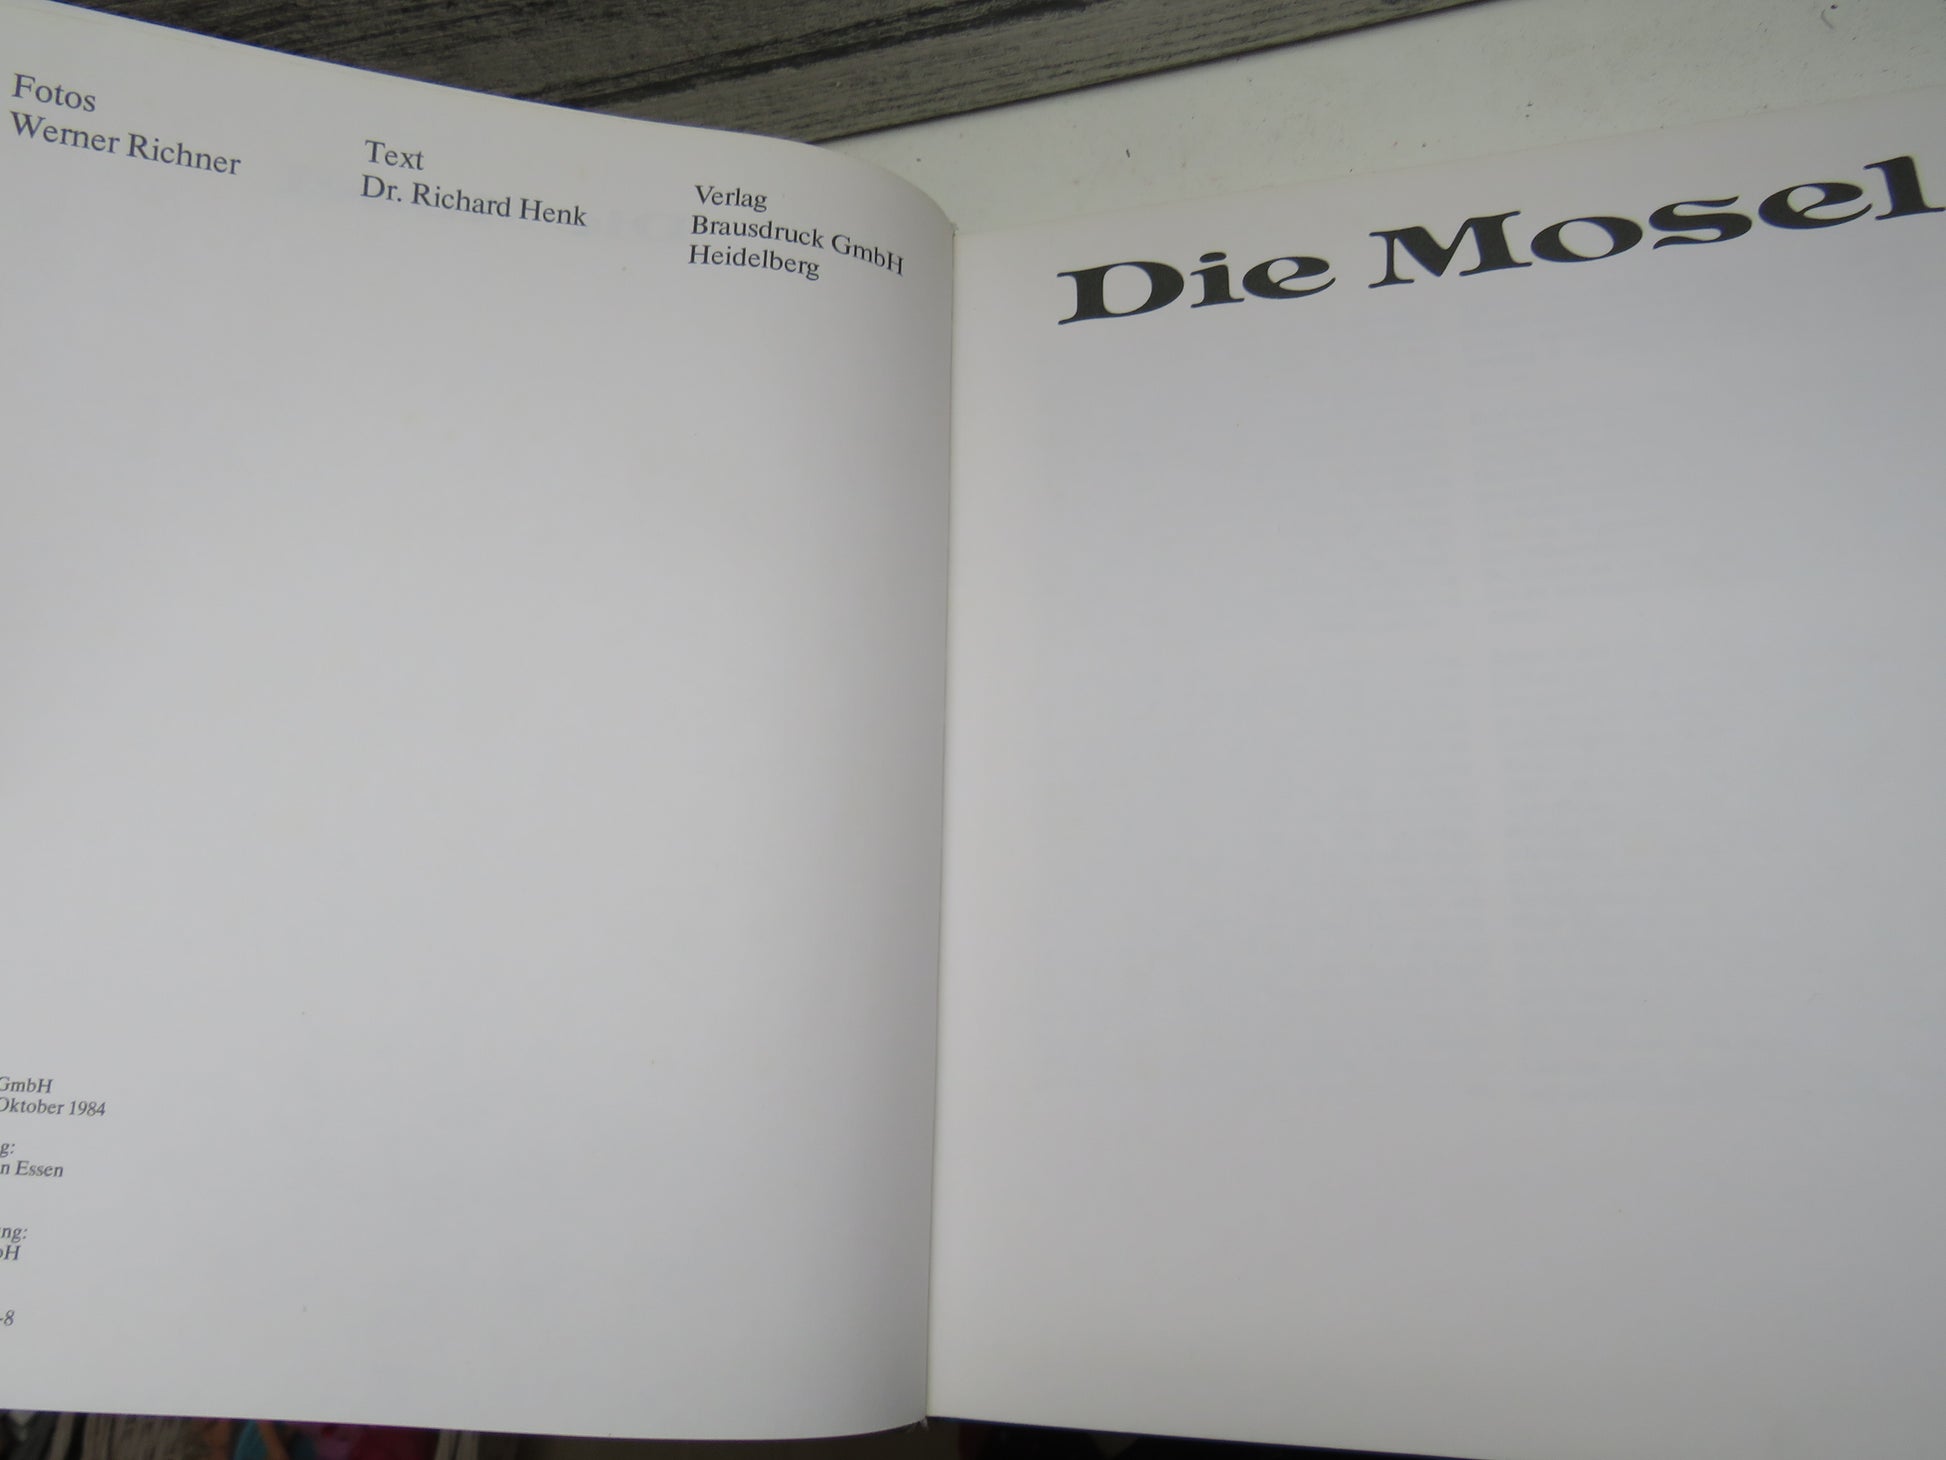 Fotos
Werner Richner
Text
Dr. Richard Henk
Verlag
Brausdruck GmbH
Heidelberg
GmbH
Oktober 1984
g:
n Essen
ng:
bH
-8
Die Mosel